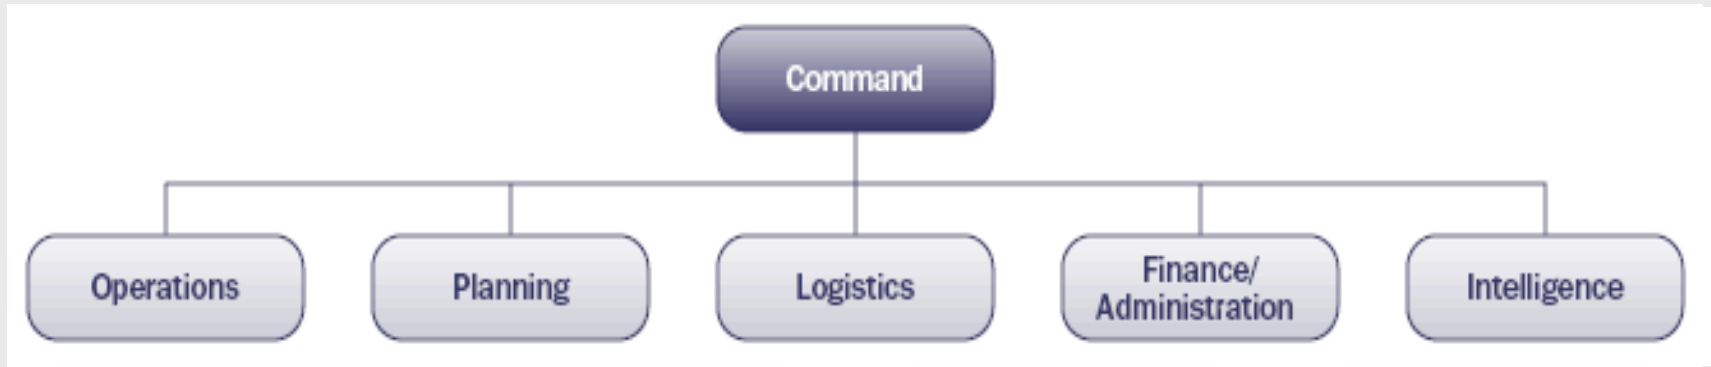 Command
Operations
Planning
Logistics
Finance/
Administration
Intelligence